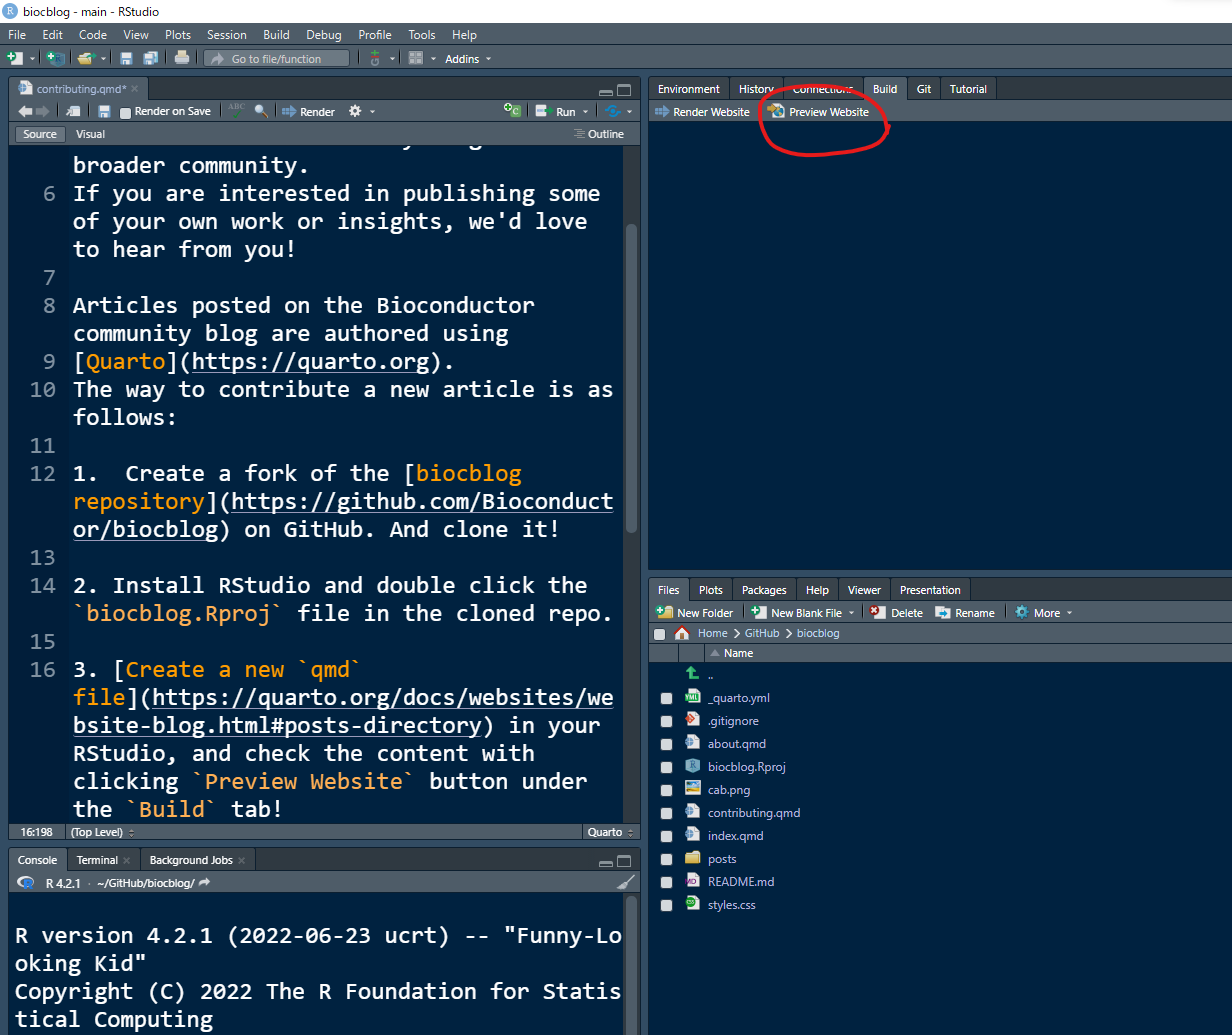 biocblog - main - RStudio
File Edit Code View Plots Session Build Debug Profile Tools Help
Go to file/function Addins
contributing.qmd*
Render on Save ABC Render Run
Source Visual Outline
broader community.
6 If you are interested in publishing some
of your own work or insights, we'd love
to hear from you!
7
8 Articles posted on the Bioconductor
community blog are authored using
9 [Quarto](https://quarto.org).
10 The way to contribute a new article is as
follows:
11
12 1.  Create a fork of the [biocblog
repository](https://github.com/Bioconduct
or/biocblog) on GitHub. And clone it!
13
14 2. Install RStudio and double click the
`biocblog.Rproj` file in the cloned repo.
15
16 3. [Create a new `qmd`
file](https://quarto.org/docs/websites/we
bsite-blog.html#posts-directory) in your
RStudio, and check the content with
clicking `Preview Website` button under
the `Build` tab!
16:198 (Top Level) Quarto
Console Terminal Background Jobs
R 4.2.1 · ~/GitHub/biocblog/
R version 4.2.1 (2022-06-23 ucrt) -- "Funny-Lo
oking Kid"
Copyright (C) 2022 The R Foundation for Statis
tical Computing
Environment History Connections Build Git Tutorial
Render Website Preview Website
Files Plots Packages Help Viewer Presentation
New Folder New Blank File Delete Rename More
Home GitHub biocblog
Name
..
_quarto.yml
.gitignore
about.qmd
biocblog.Rproj
cab.png
contributing.qmd
index.qmd
posts
README.md
styles.css